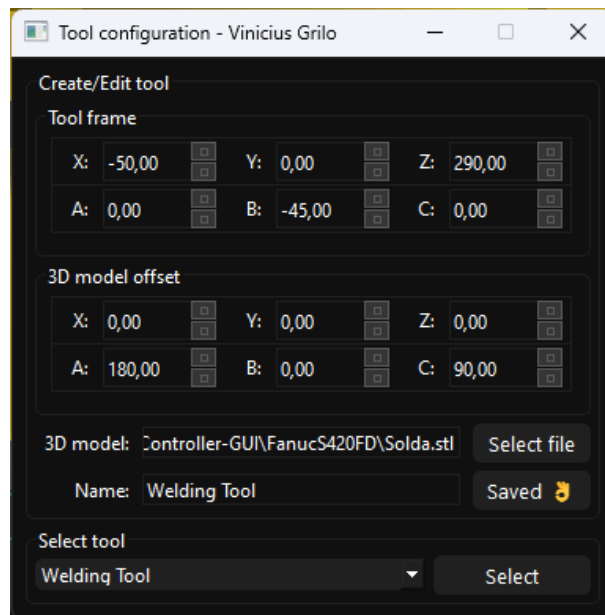 Tool configuration - Vinicius Grilo
Create/Edit tool
Tool frame
X: -50,00 Y: 0,00 Z: 290,00
A: 0,00 B: -45,00 C: 0,00
3D model offset
X: 0,00 Y: 0,00 Z: 0,00
A: 180,00 B: 0,00 C: 90,00
3D model: Controller-GUI\FanucS420FD\Solda.stl Select file
Name: Welding Tool Saved 👌
Select tool
Welding Tool Select